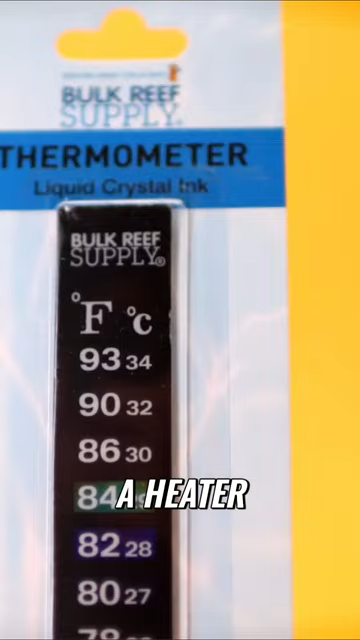 BULK REEF
SUPPLY®
THERMOMETER
Liquid Crystal Ink
BULK REEF
SUPPLY®
°F °C
93 34
90 32
86 30
84
A HEATER
82 28
80 27
78